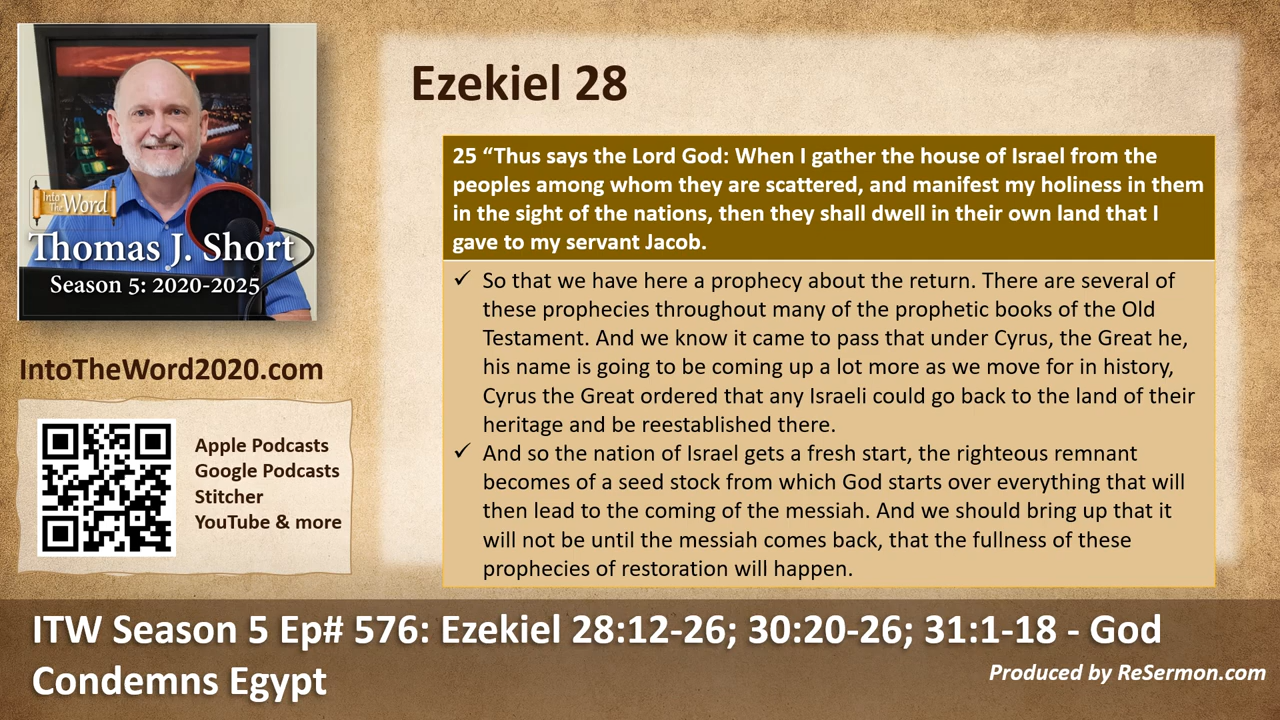 Into
The Word
Thomas J. Short
Season 5: 2020-2025
IntoTheWord2020.com
Apple Podcasts
Google Podcasts
Stitcher
YouTube & more
Ezekiel 28
25 “Thus says the Lord God: When I gather the house of Israel from the
peoples among whom they are scattered, and manifest my holiness in them
in the sight of the nations, then they shall dwell in their own land that I
gave to my servant Jacob.
✓ So that we have here a prophecy about the return. There are several of
these prophecies throughout many of the prophetic books of the Old
Testament. And we know it came to pass that under Cyrus, the Great he,
his name is going to be coming up a lot more as we move for in history,
Cyrus the Great ordered that any Israeli could go back to the land of their
heritage and be reestablished there.
✓ And so the nation of Israel gets a fresh start, the righteous remnant
becomes of a seed stock from which God starts over everything that will
then lead to the coming of the messiah. And we should bring up that it
will not be until the messiah comes back, that the fullness of these
prophecies of restoration will happen.
ITW Season 5 Ep# 576: Ezekiel 28:12-26; 30:20-26; 31:1-18 - God
Condemns Egypt
Produced by ReSermon.com